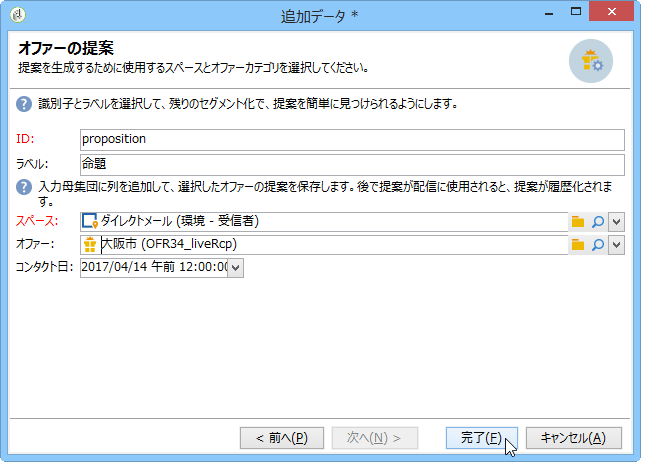 追加データ *
オファーの提案
提案を生成するために使用するスペースとオファーカテゴリを選択してください。
識別子とラベルを選択して、残りのセグメント化で、提案を簡単に見つけられるようにします。
ID: proposition
ラベル: 命題
入力母集団に列を追加して、選択したオファーの提案を保存します。後で提案が配信に使用されると、提案が履歴化されま
す。
スペース: ダイレクトメール (環境 - 受信者)
オファー: 大阪市 (OFR34_liveRcp)
コンタクト日: 2017/04/14 午前 12:00:00
< 前へ(P) 次へ(N) > 完了(F) キャンセル(A)